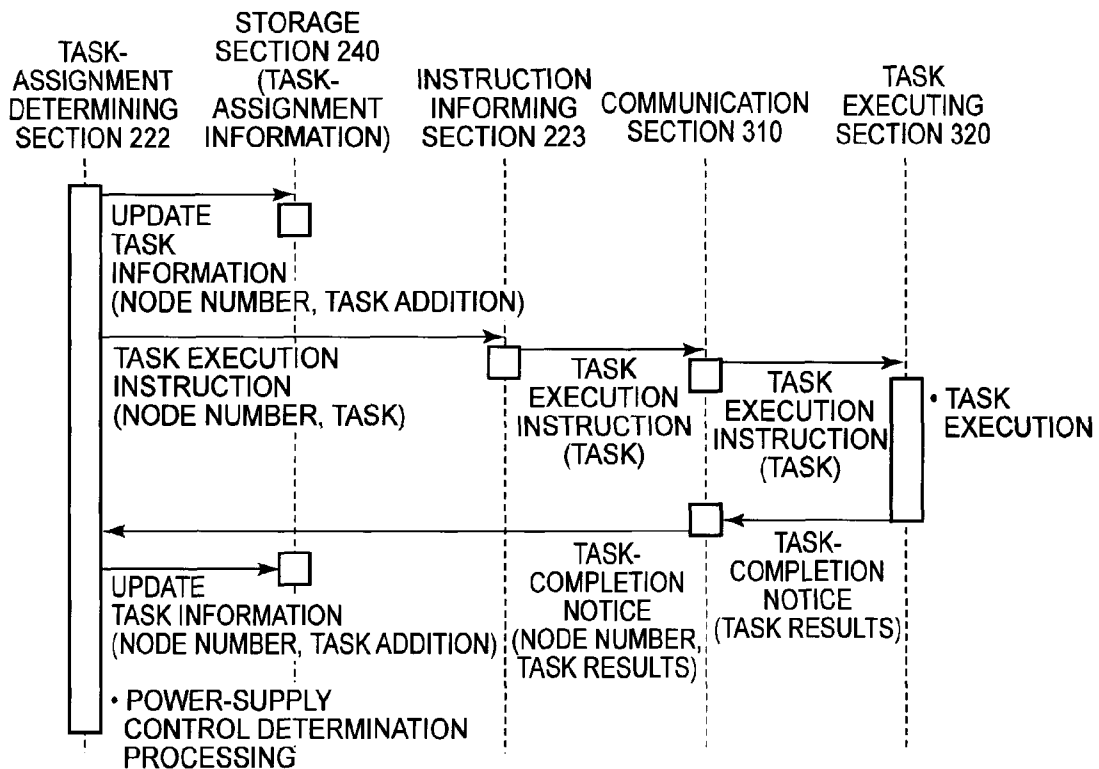 TASK-
ASSIGNMENT
DETERMINING
SECTION 222
STORAGE
SECTION 240
(TASK-
ASSIGNMENT
INFORMATION)
INSTRUCTION
INFORMING
SECTION 223
COMMUNICATION
SECTION 310
TASK
EXECUTING
SECTION 320
UPDATE
TASK
INFORMATION
(NODE NUMBER, TASK ADDITION)
TASK EXECUTION
INSTRUCTION
(NODE NUMBER, TASK)
TASK
EXECUTION
INSTRUCTION
(TASK)
TASK
EXECUTION
INSTRUCTION
(TASK)
• TASK
EXECUTION
TASK-
COMPLETION
NOTICE
(TASK RESULTS)
TASK-
COMPLETION
NOTICE
(NODE NUMBER,
TASK RESULTS)
UPDATE
TASK INFORMATION
(NODE NUMBER, TASK ADDITION)
• POWER-SUPPLY
CONTROL DETERMINATION
PROCESSING